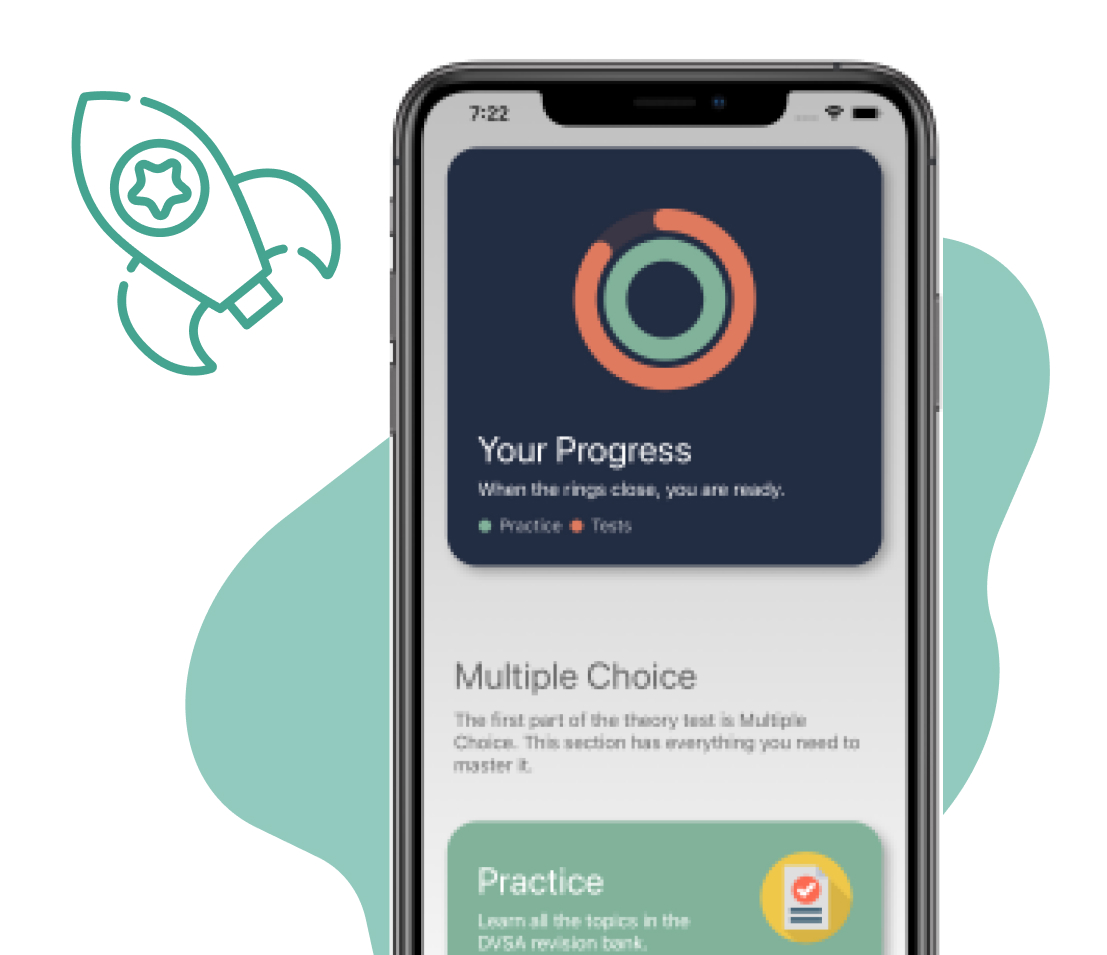 7:22
Your Progress
When the rings close, you are ready.
Practice Tests
Multiple Choice
The first part of the theory test is Multiple
Choice. This section has everything you need to
master it.
Practice
Learn all the topics in the
DVSA revision bank.